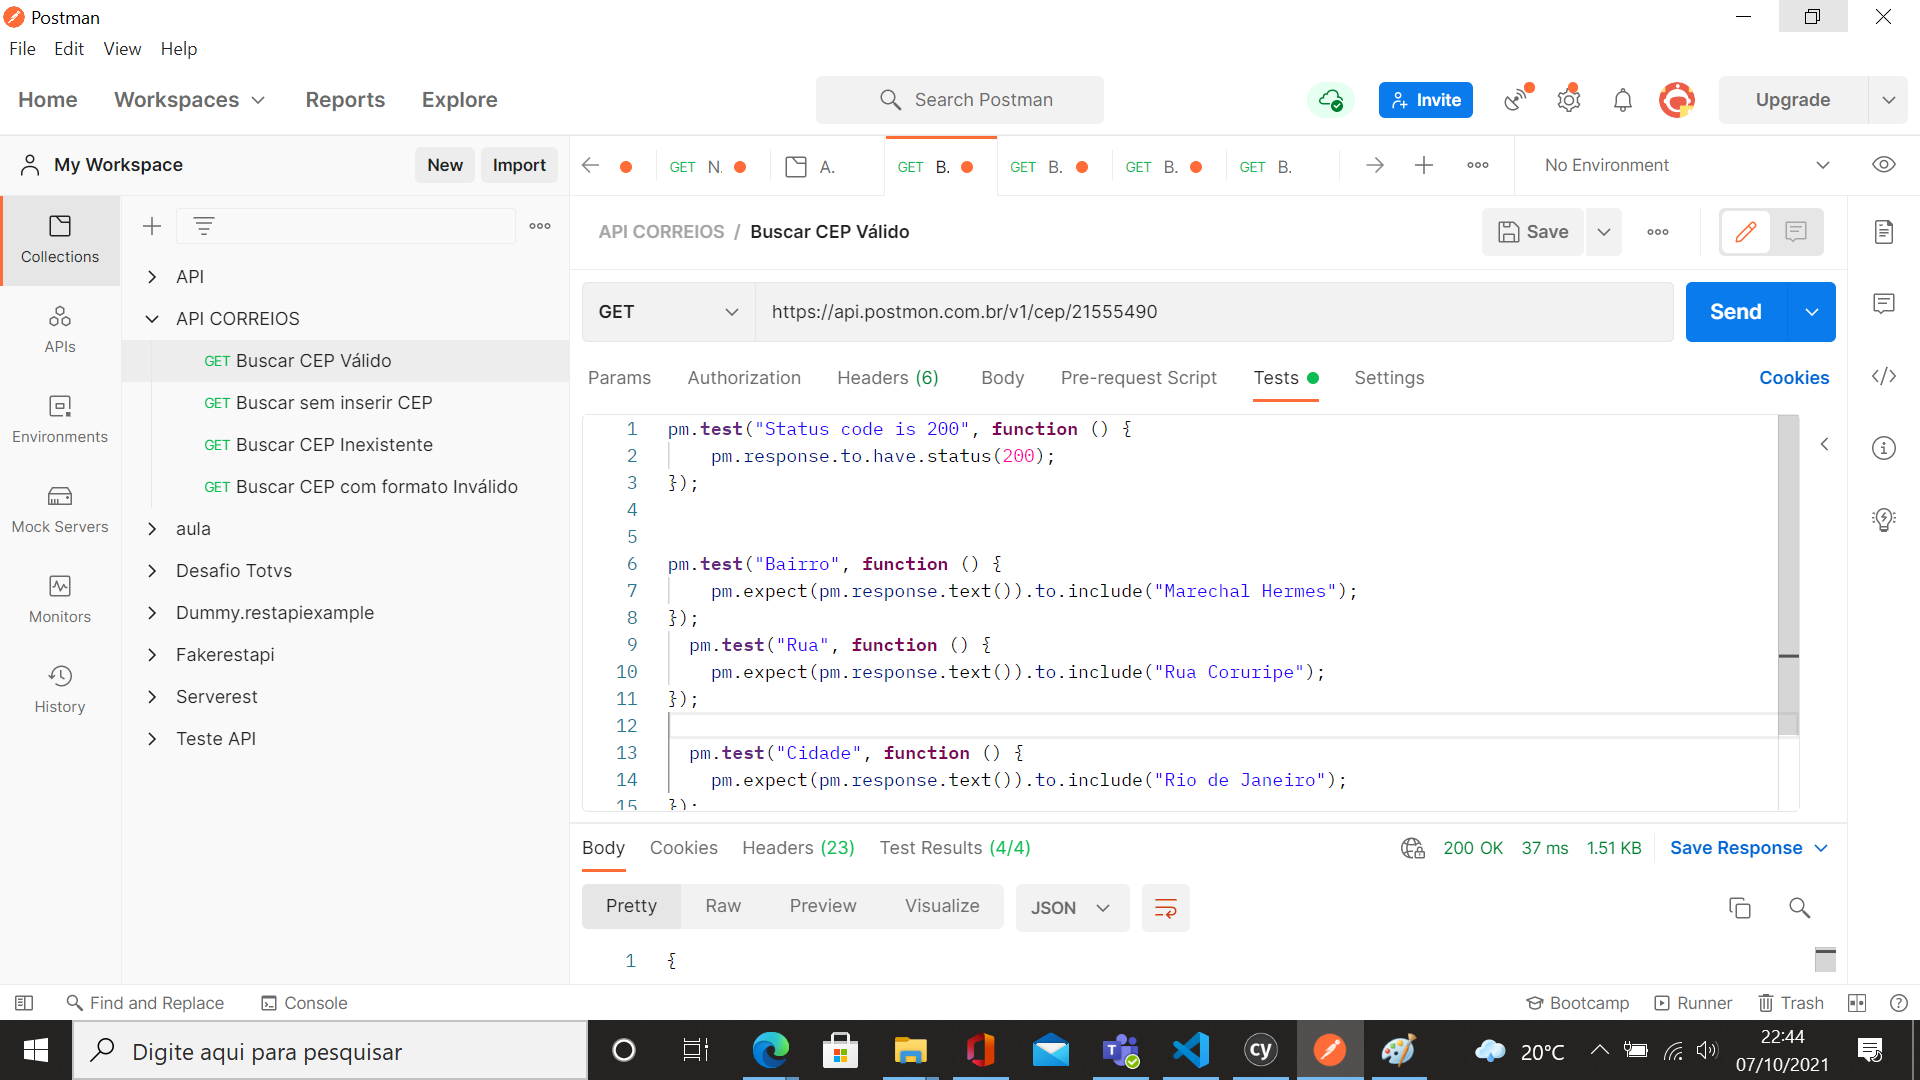 Postman
File Edit View Help
Home Workspaces Reports Explore Search Postman Invite Upgrade
My Workspace New Import GET N. A. GET B. GET B. GET B. GET B. No Environment
Collections
APIs
Environments
Mock Servers
Monitors
History
API
API CORREIOS
GET Buscar CEP Válido
GET Buscar sem inserir CEP
GET Buscar CEP Inexistente
GET Buscar CEP com formato Inválido
aula
Desafio Totvs
Dummy.restapiexample
Fakerestapi
Serverest
Teste API
API CORREIOS / Buscar CEP Válido Save
GET https://api.postmon.com.br/v1/cep/21555490 Send
Params Authorization Headers (6) Body Pre-request Script Tests Settings Cookies
1 pm.test("Status code is 200", function () {
2 pm.response.to.have.status(200);
3 });
4
5
6 pm.test("Bairro", function () {
7 pm.expect(pm.response.text()).to.include("Marechal Hermes");
8 });
9 pm.test("Rua", function () {
10 pm.expect(pm.response.text()).to.include("Rua Coruripe");
11 });
12
13 pm.test("Cidade", function () {
14 pm.expect(pm.response.text()).to.include("Rio de Janeiro");
15 });
Body Cookies Headers (23) Test Results (4/4) 200 OK 37 ms 1.51 KB Save Response
Pretty Raw Preview Visualize JSON
1 {
Find and Replace Console Bootcamp Runner Trash
Digite aqui para pesquisar cy 20°C 22:44
07/10/2021